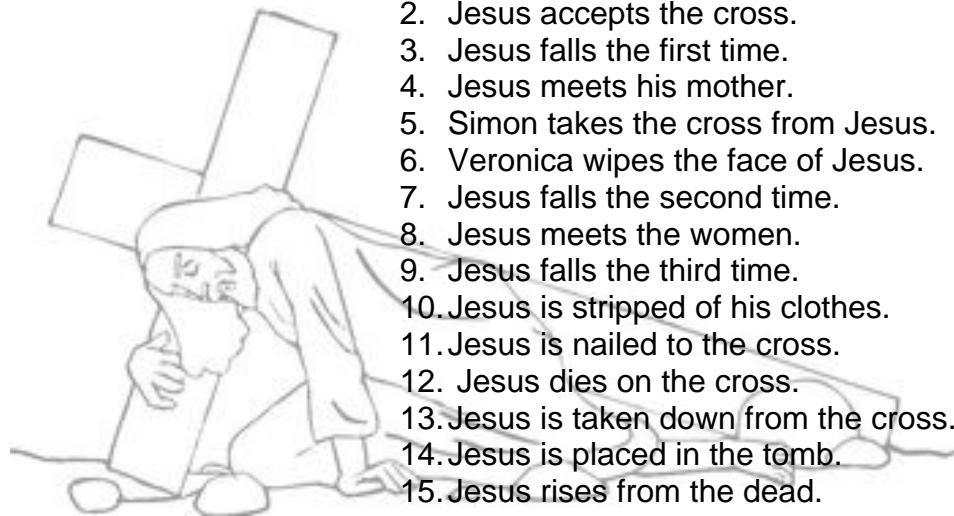 2. Jesus accepts the cross.
3. Jesus falls the first time.
4. Jesus meets his mother.
5. Simon takes the cross from Jesus.
6. Veronica wipes the face of Jesus.
7. Jesus falls the second time.
8. Jesus meets the women.
9. Jesus falls the third time.
10. Jesus is stripped of his clothes.
11. Jesus is nailed to the cross.
12. Jesus dies on the cross.
13. Jesus is taken down from the cross.
14. Jesus is placed in the tomb.
15. Jesus rises from the dead.